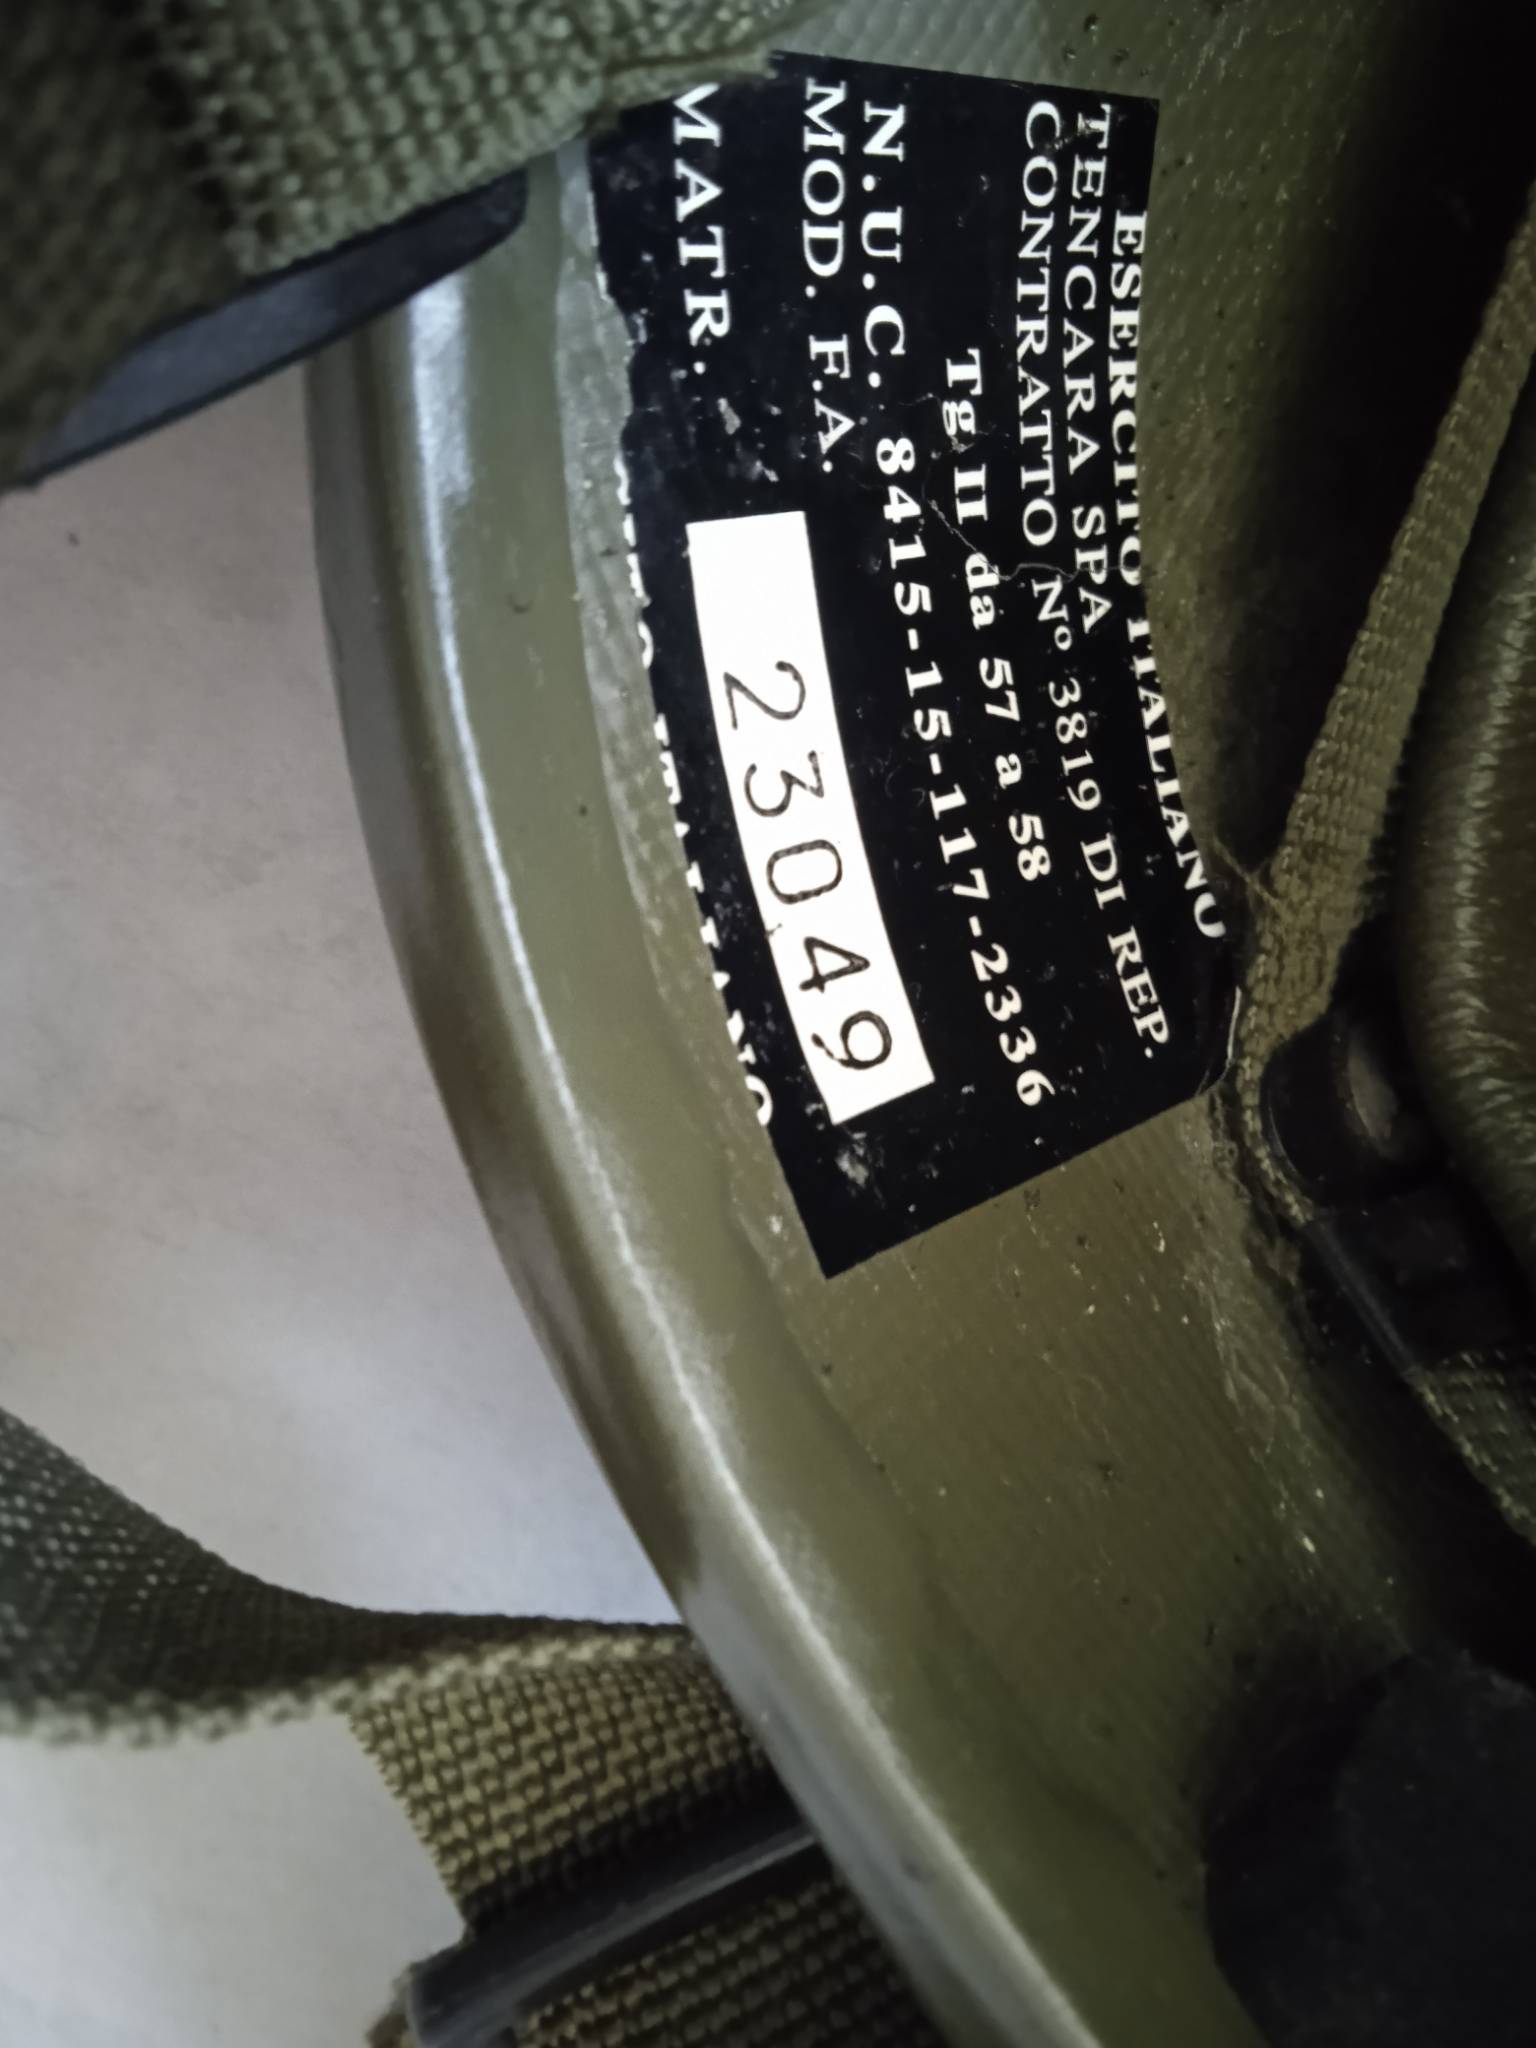 ESERCITO ITALIANO
TENCARA SPA
CONTRATTO Nº 3819 DI REP.
Tg II da 57 a 58
N.U.C. 8415-15-117-2336
MOD. F.A.
23049
MATR.
ITALIANO